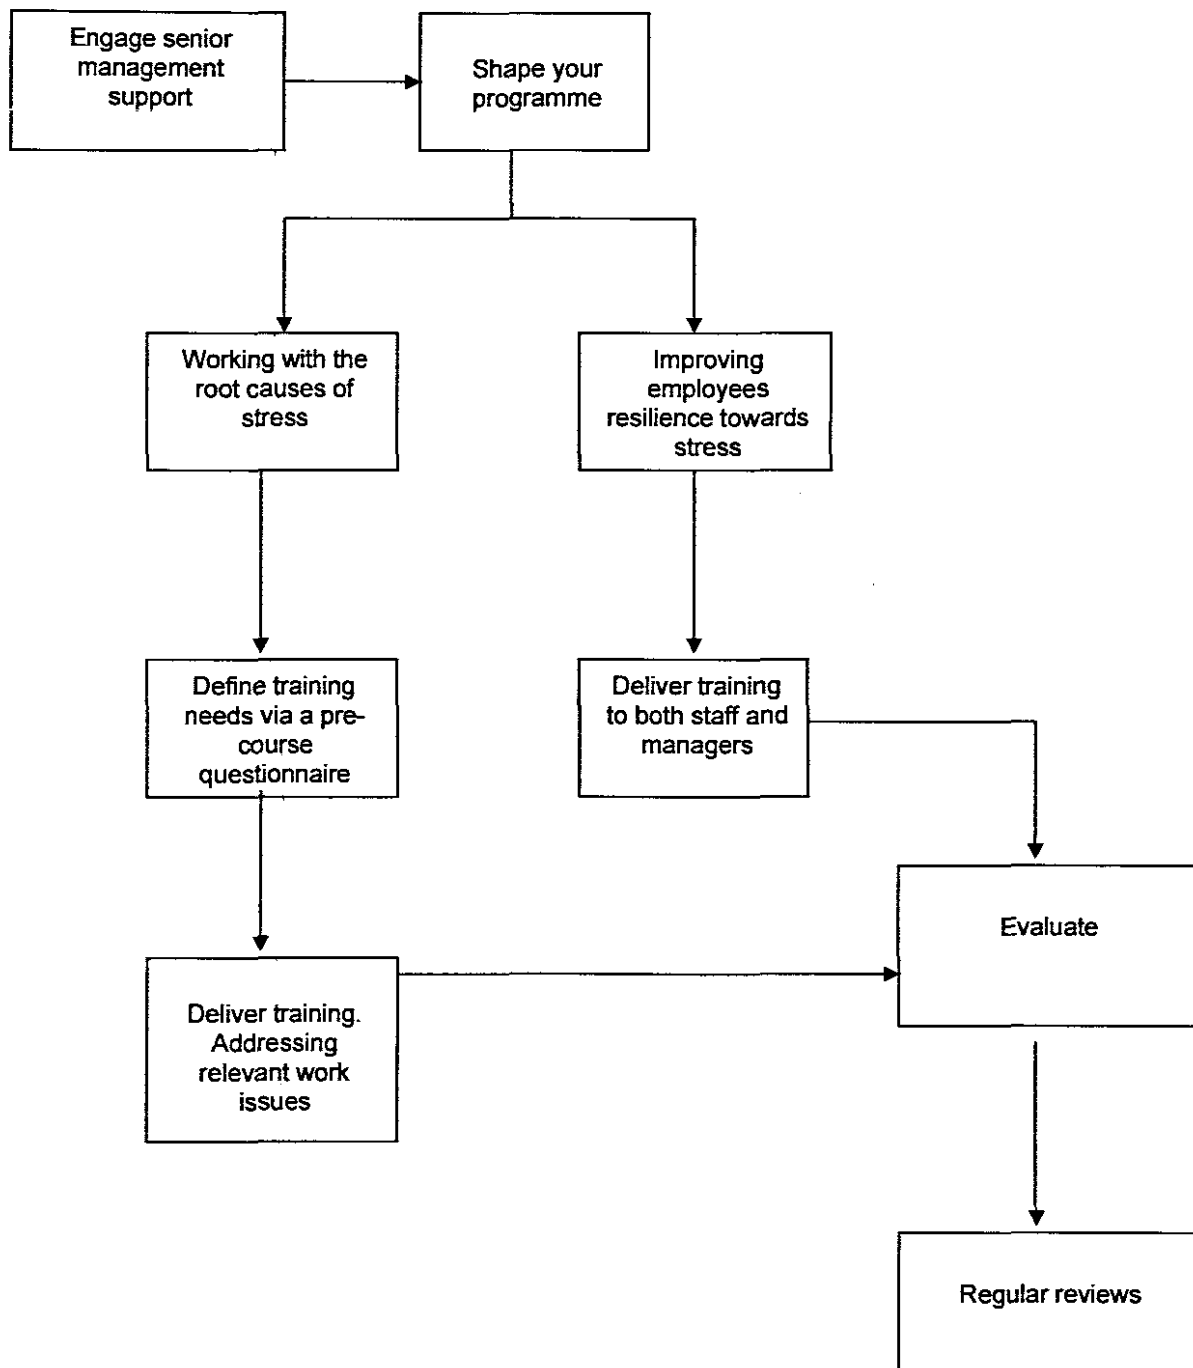 Engage senior
management
support
Shape your
programme
Working with the
root causes of
stress
Improving
employees
resilience towards
stress
Define training
needs via a pre-
course
questionnaire
Deliver training
to both staff and
managers
Evaluate
Deliver training.
Addressing
relevant work
issues
Regular reviews